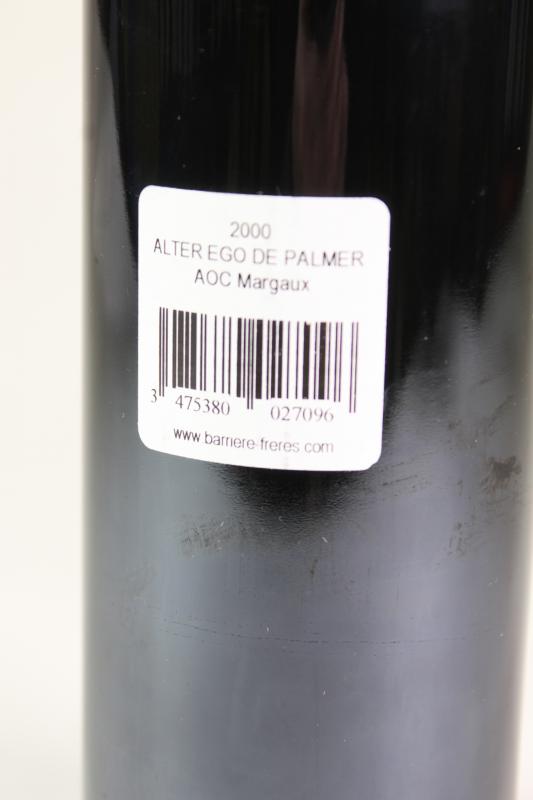 2000
ALTER EGO DE PALMER
AOC Margaux
3 475380 027096
www.barriere-freres.com